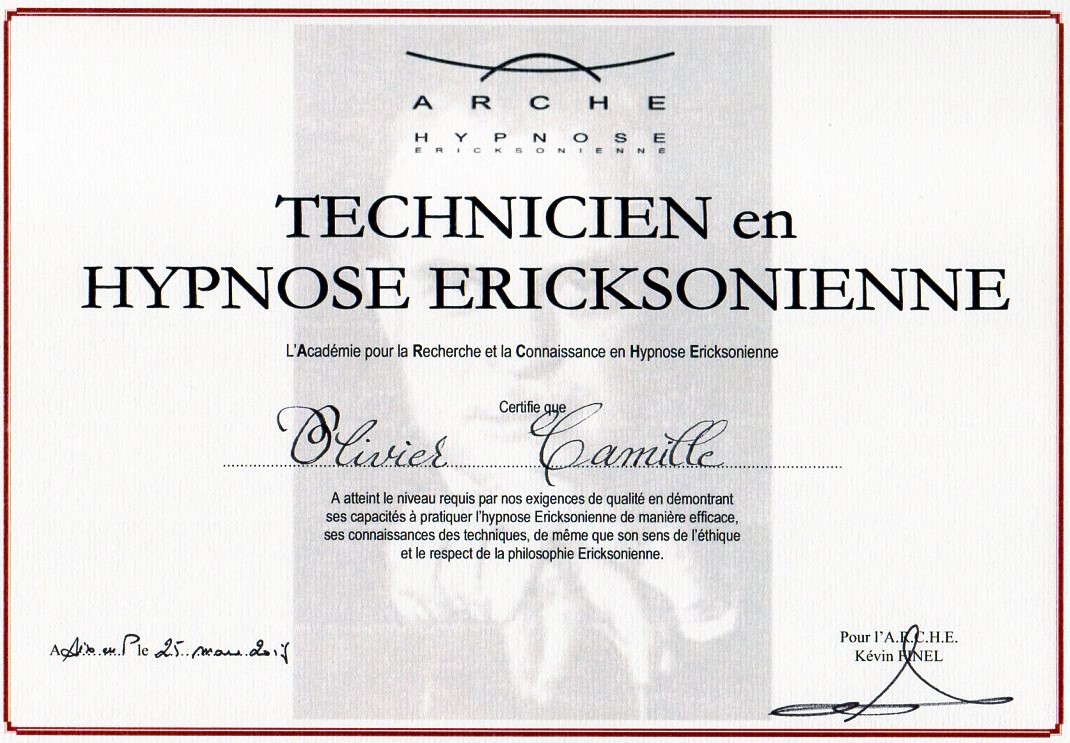 ARCHE
HYPNOSE
ERICKSONIENNE
TECHNICIEN en
HYPNOSE ERICKSONIENNE
L'Académie pour la Recherche et la Connaissance en Hypnose Ericksonienne
Certifie que
Olivier Camille
A atteint le niveau requis par nos exigences de qualité en démontrant
ses capacités à pratiquer l'hypnose Ericksonienne de manière efficace,
ses connaissances des techniques, de même que son sens de l'éthique
et le respect de la philosophie Ericksonienne.
A Aix en P le 25 mars
Pour l'A.R.C.H.E.
Kévin FINEL